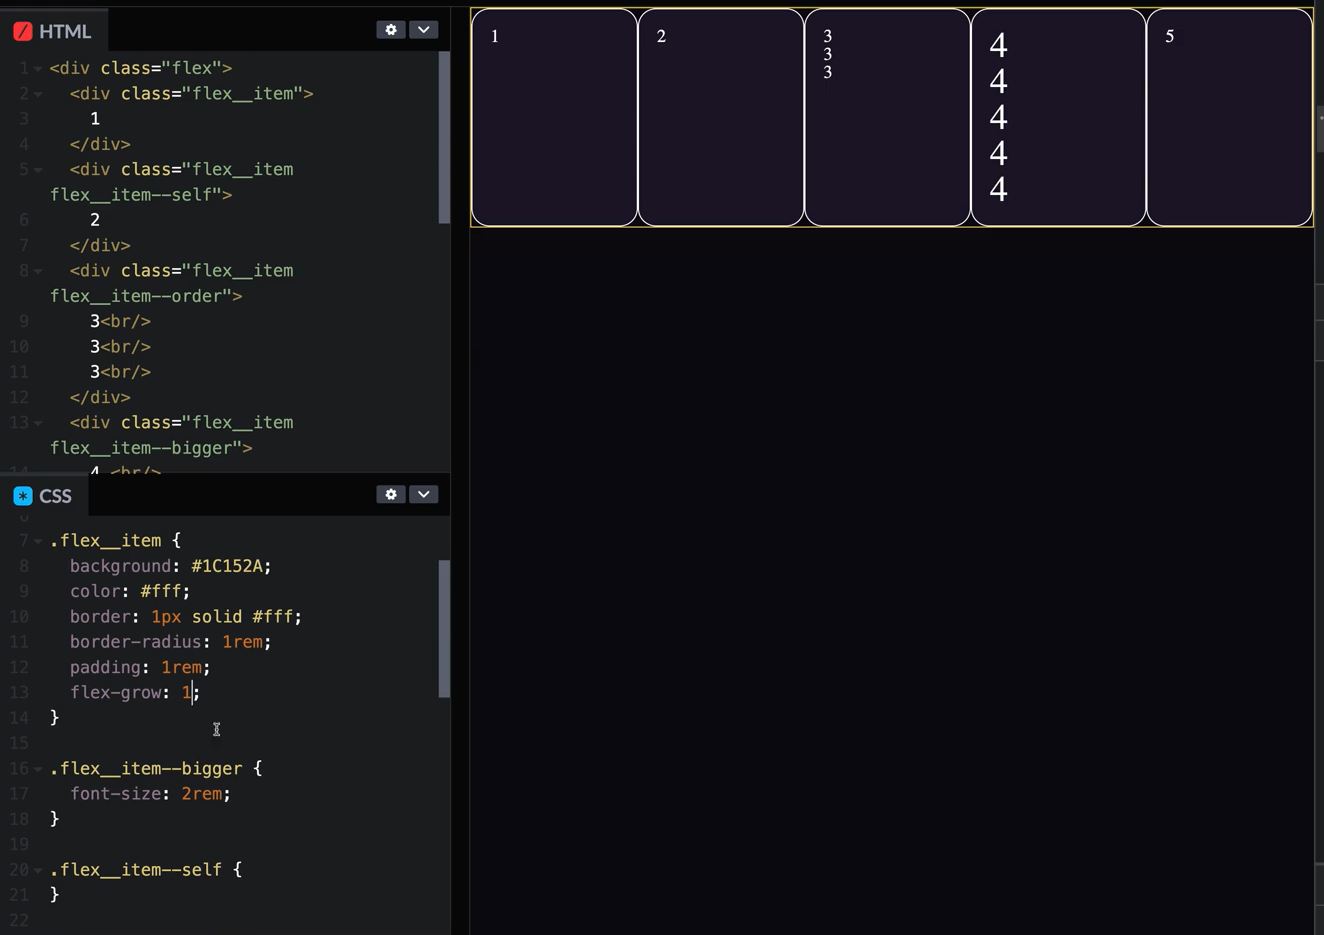 HTML
1 <div class="flex">
2 <div class="flex__item">
3 1
4 </div>
5 <div class="flex__item
flex__item--self">
6 2
7 </div>
8 <div class="flex__item
flex__item--order">
9 3<br/>
10 3<br/>
11 3<br/>
12 </div>
13 <div class="flex__item
flex__item--bigger">
14 4 <br/>
CSS
6
7 .flex__item {
8 background: #1C152A;
9 color: #fff;
10 border: 1px solid #fff;
11 border-radius: 1rem;
12 padding: 1rem;
13 flex-grow: 1;
14 }
15
16 .flex__item--bigger {
17 font-size: 2rem;
18 }
19
20 .flex__item--self {
21 }
22
1
2
3
3
3
4
4
4
4
4
5